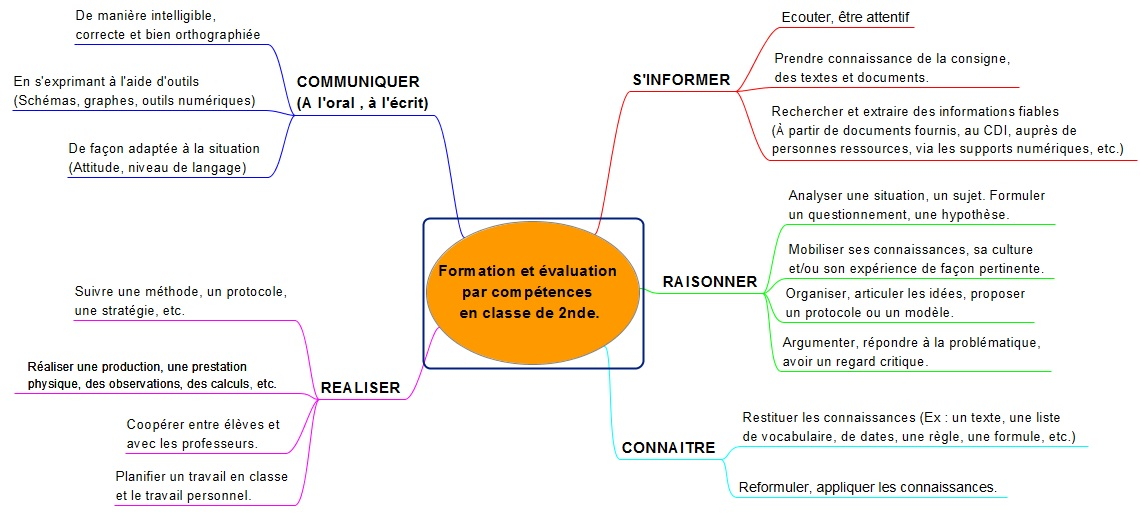 Formation et évaluation
par compétences
en classe de 2nde.
COMMUNIQUER
(A l'oral , à l'écrit)
De manière intelligible,
correcte et bien orthographiée
En s'exprimant à l'aide d'outils
(Schémas, graphes, outils numériques)
De façon adaptée à la situation
(Attitude, niveau de langage)
S'INFORMER
Ecouter, être attentif
Prendre connaissance de la consigne,
des textes et documents.
Rechercher et extraire des informations fiables
(À partir de documents fournis, au CDI, auprès de
personnes ressources, via les supports numériques, etc.)
RAISONNER
Analyser une situation, un sujet. Formuler
un questionnement, une hypothèse.
Mobiliser ses connaissances, sa culture
et/ou son expérience de façon pertinente.
Organiser, articuler les idées, proposer
un protocole ou un modèle.
Argumenter, répondre à la problématique,
avoir un regard critique.
CONNAITRE
Restituer les connaissances (Ex : un texte, une liste
de vocabulaire, de dates, une règle, une formule, etc.)
Reformuler, appliquer les connaissances.
REALISER
Suivre une méthode, un protocole,
une stratégie, etc.
Réaliser une production, une prestation
physique, des observations, des calculs, etc.
Coopérer entre élèves et
avec les professeurs.
Planifier un travail en classe
et le travail personnel.